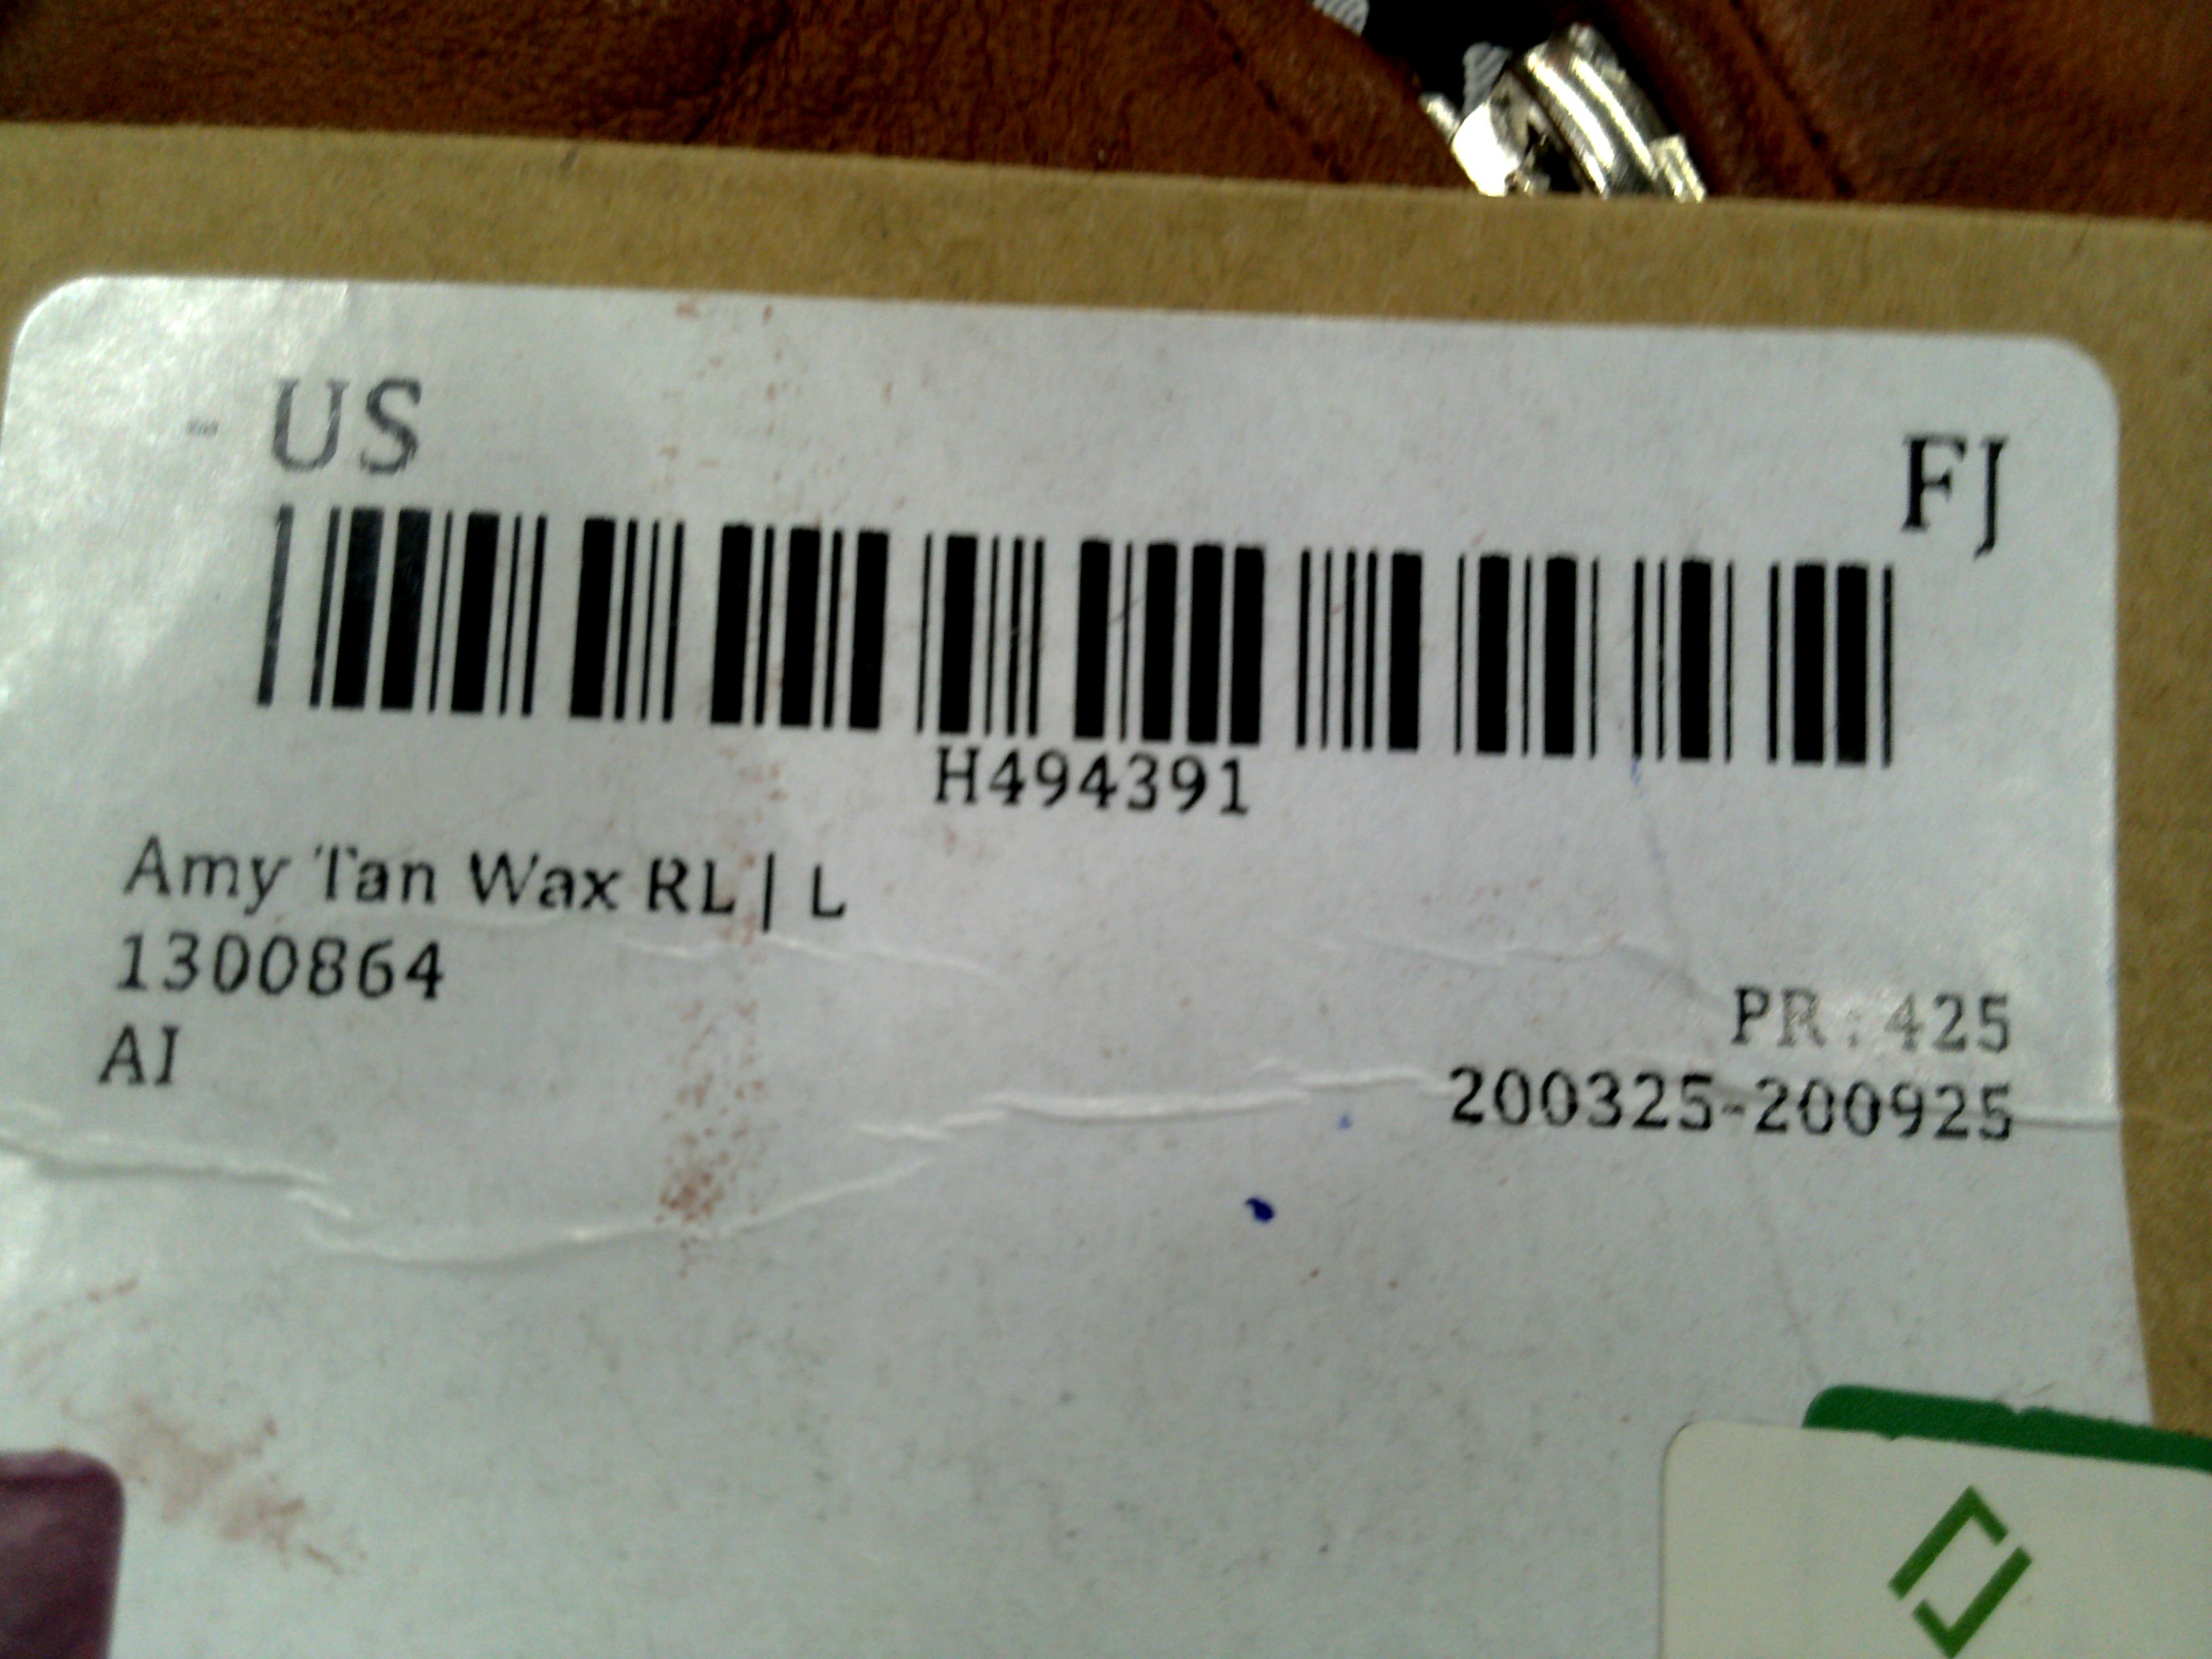 - US
FJ
H494391
Amy Tan Wax RL | L
1300864
AI
PR: 425
200325-200925